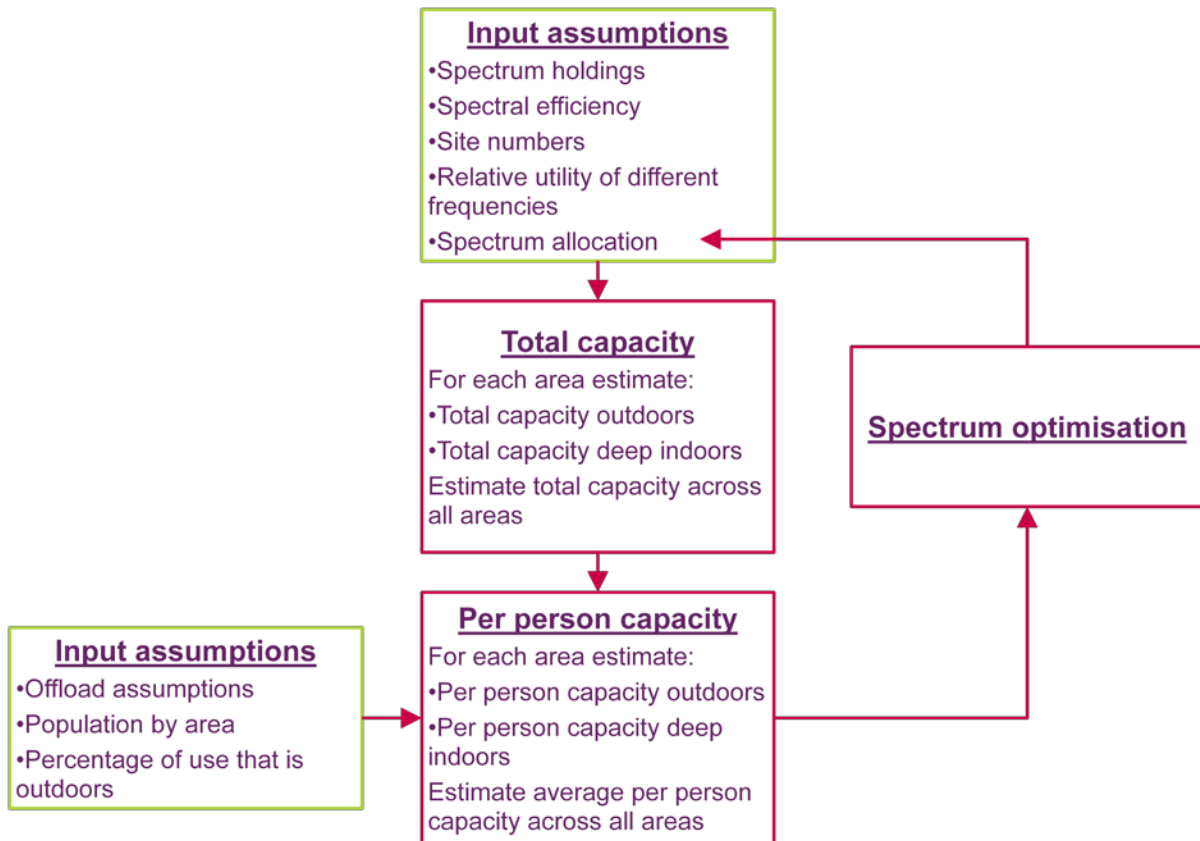 Input assumptions
•Spectrum holdings
•Spectral efficiency
•Site numbers
•Relative utility of different
frequencies
•Spectrum allocation
Total capacity
For each area estimate:
•Total capacity outdoors
•Total capacity deep indoors
Estimate total capacity across
all areas
Spectrum optimisation
Input assumptions
•Offload assumptions
•Population by area
•Percentage of use that is
outdoors
Per person capacity
For each area estimate:
•Per person capacity outdoors
•Per person capacity deep
indoors
Estimate average per person
capacity across all areas